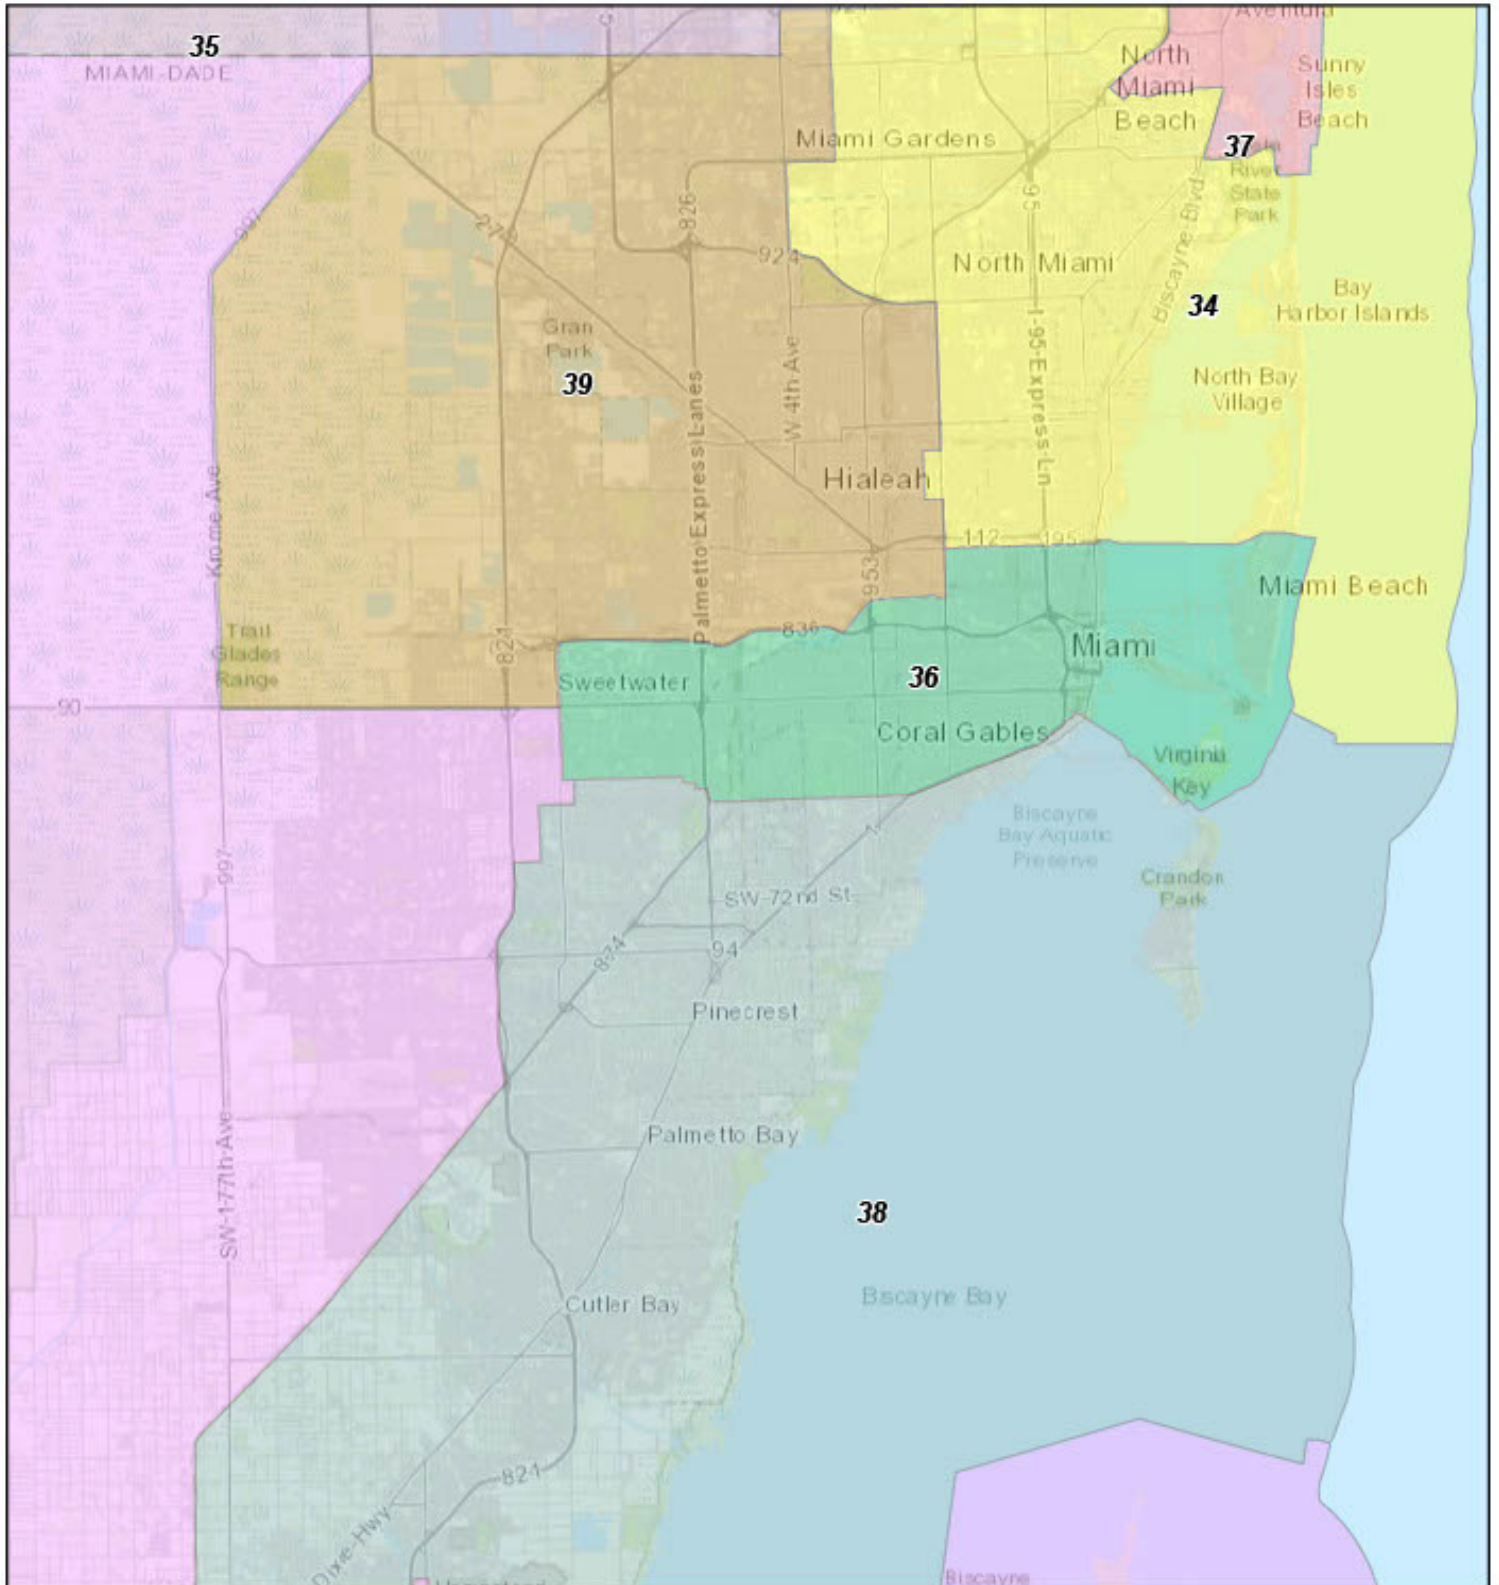 Aventura
35
MIAMI-DADE
North
Miami
Beach
Sunny
Isles
Beach
Miami Gardens
37
River
State
Park
826
95
Biscayne Blvd
997
27
924
North Miami
34
Bay
Harbor Islands
Gran
Park
39
W 4th Ave
I-95 Express Ln
North Bay
Village
Palmetto Express Lanes
Hialeah
Krome Ave
112
195
953
Miami Beach
Trail
Glades
Range
821
836
Miami
Sweetwater
36
90
Coral Gables
Virginia
Key
Biscayne
Bay Aquatic
Preserve
1
997
Crandon
Park
SW 72nd St
874
94
Pinecrest
Palmetto Bay
SW 177th Ave
38
Cutler Bay
Biscayne Bay
821
Dixie Hwy
Homestead
Biscayne